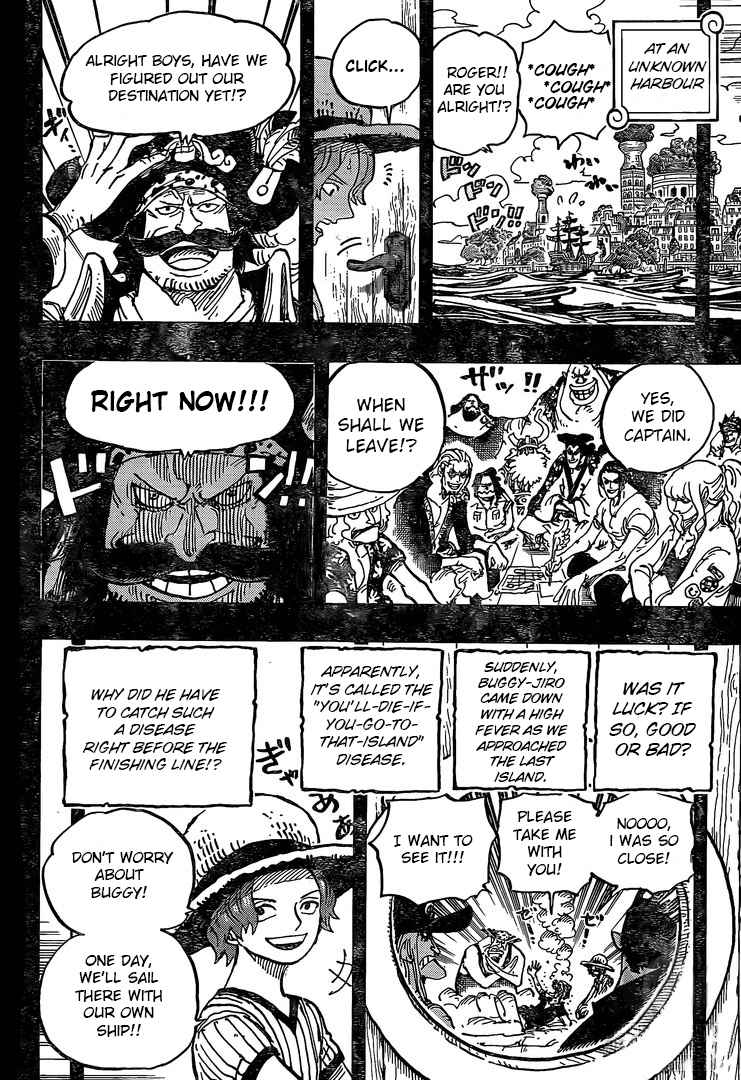 AT AN
UNKNOWN
HARBOUR
*COUGH*
*COUGH*
*COUGH*
ROGER!!
ARE YOU
ALRIGHT!?
CLICK...
ALRIGHT BOYS, HAVE WE
FIGURED OUT OUR
DESTINATION YET!?
YES,
WE DID
CAPTAIN.
WHEN
SHALL WE
LEAVE!?
RIGHT NOW!!!
WAS IT
LUCK? IF
SO, GOOD
OR BAD?
SUDDENLY,
BUGGY-JIRO
CAME DOWN
WITH A HIGH
FEVER AS WE
APPROACHED
THE LAST
ISLAND.
APPARENTLY,
IT'S CALLED THE
"YOU'LL-DIE-IF-
YOU-GO-TO-
THAT-ISLAND"
DISEASE.
WHY DID HE HAVE
TO CATCH SUCH
A DISEASE
RIGHT BEFORE THE
FINISHING LINE!?
NOOOO,
I WAS SO
CLOSE!
PLEASE
TAKE ME
WITH
YOU!
I WANT TO
SEE IT!!!
DON'T WORRY
ABOUT
BUGGY!
ONE DAY,
WE'LL SAIL
THERE WITH
OUR OWN
SHIP!!